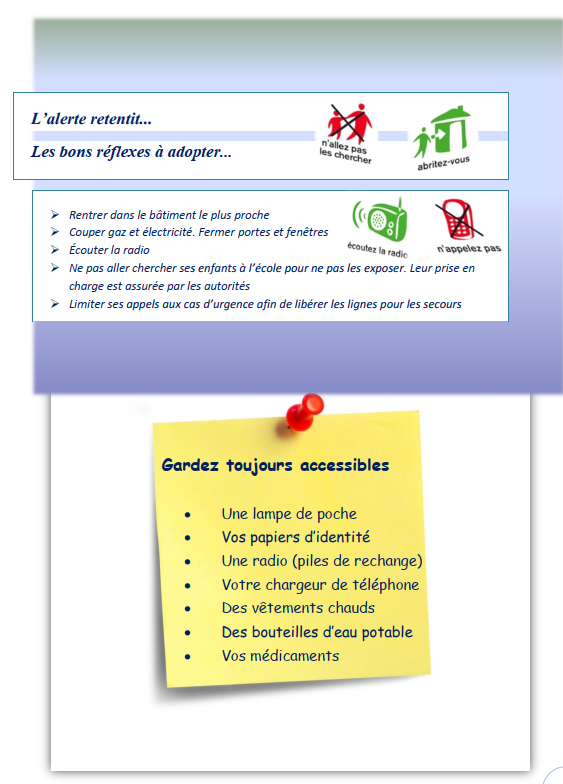 L'alerte retentit...
n'allez pas
les chercher
abritez-vous
Les bons réflexes à adopter...
➢ Rentrer dans le bâtiment le plus proche
➢ Couper gaz et électricité. Fermer portes et fenêtres
➢ Écouter la radio
écoutez la radio
n'appelez pas
➢ Ne pas aller chercher ses enfants à l'école pour ne pas les exposer. Leur prise en
charge est assurée par les autorités
➢ Limiter ses appels aux cas d'urgence afin de libérer les lignes pour les secours
Gardez toujours accessibles
• Une lampe de poche
• Vos papiers d'identité
• Une radio (piles de rechange)
• Votre chargeur de téléphone
• Des vêtements chauds
• Des bouteilles d'eau potable
• Vos médicaments